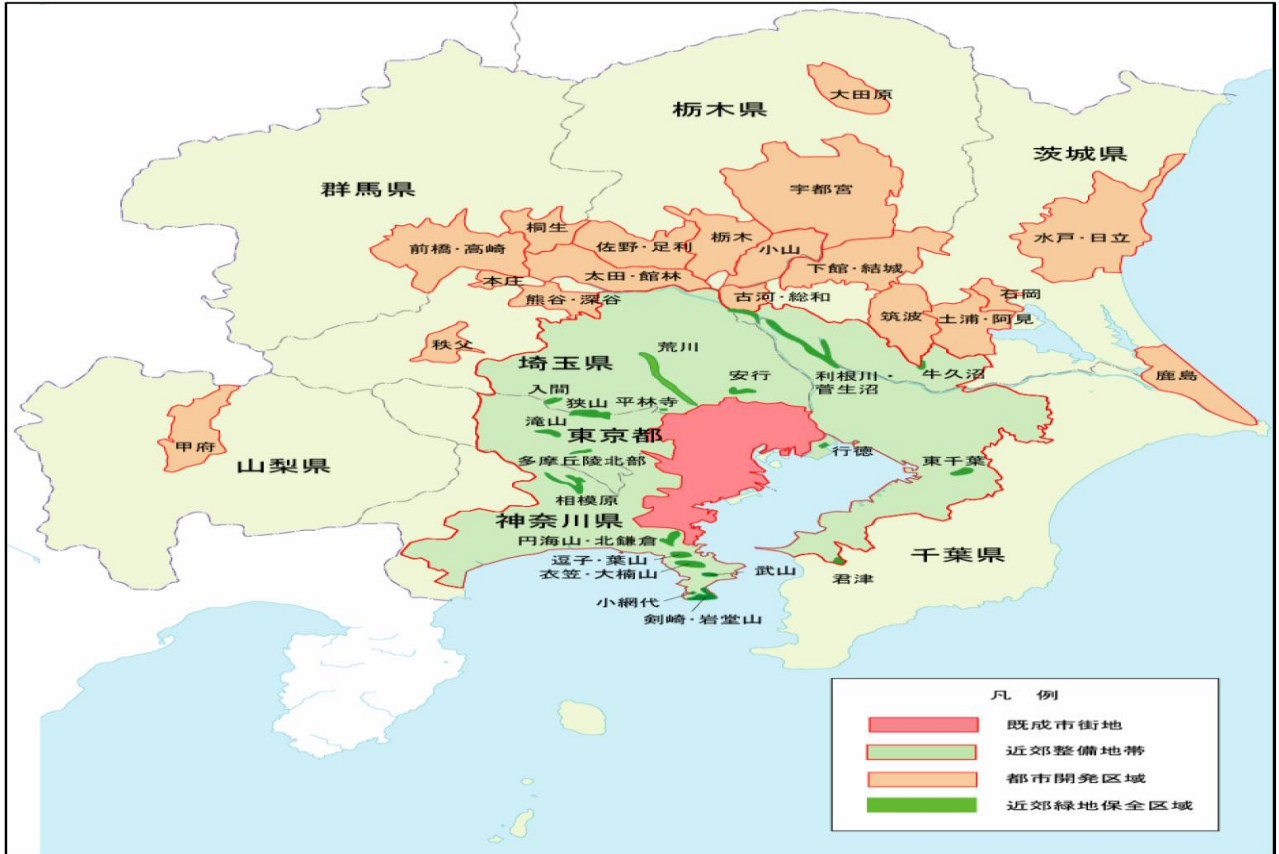 大田原
栃木県
茨城県
群馬県
宇都宮
桐生
栃木
前橋・高崎
佐野・足利
小山
水戸・日立
太田・館林
下館・結城
本庄
熊谷・深谷
古河・総和
石岡
筑波
土浦・阿見
秩父
荒川
埼玉県
安行
利根川・
菅生沼
牛久沼
鹿島
入間
狭山
平林寺
滝山
東京都
甲府
山梨県
多摩丘陵北部
行徳
東千葉
相模原
神奈川県
円海山・北鎌倉
千葉県
逗子・葉山
衣笠・大楠山
武山
君津
小網代
剣崎・岩堂山
凡 例
既成市街地
近郊整備地帯
都市開発区域
近郊緑地保全区域